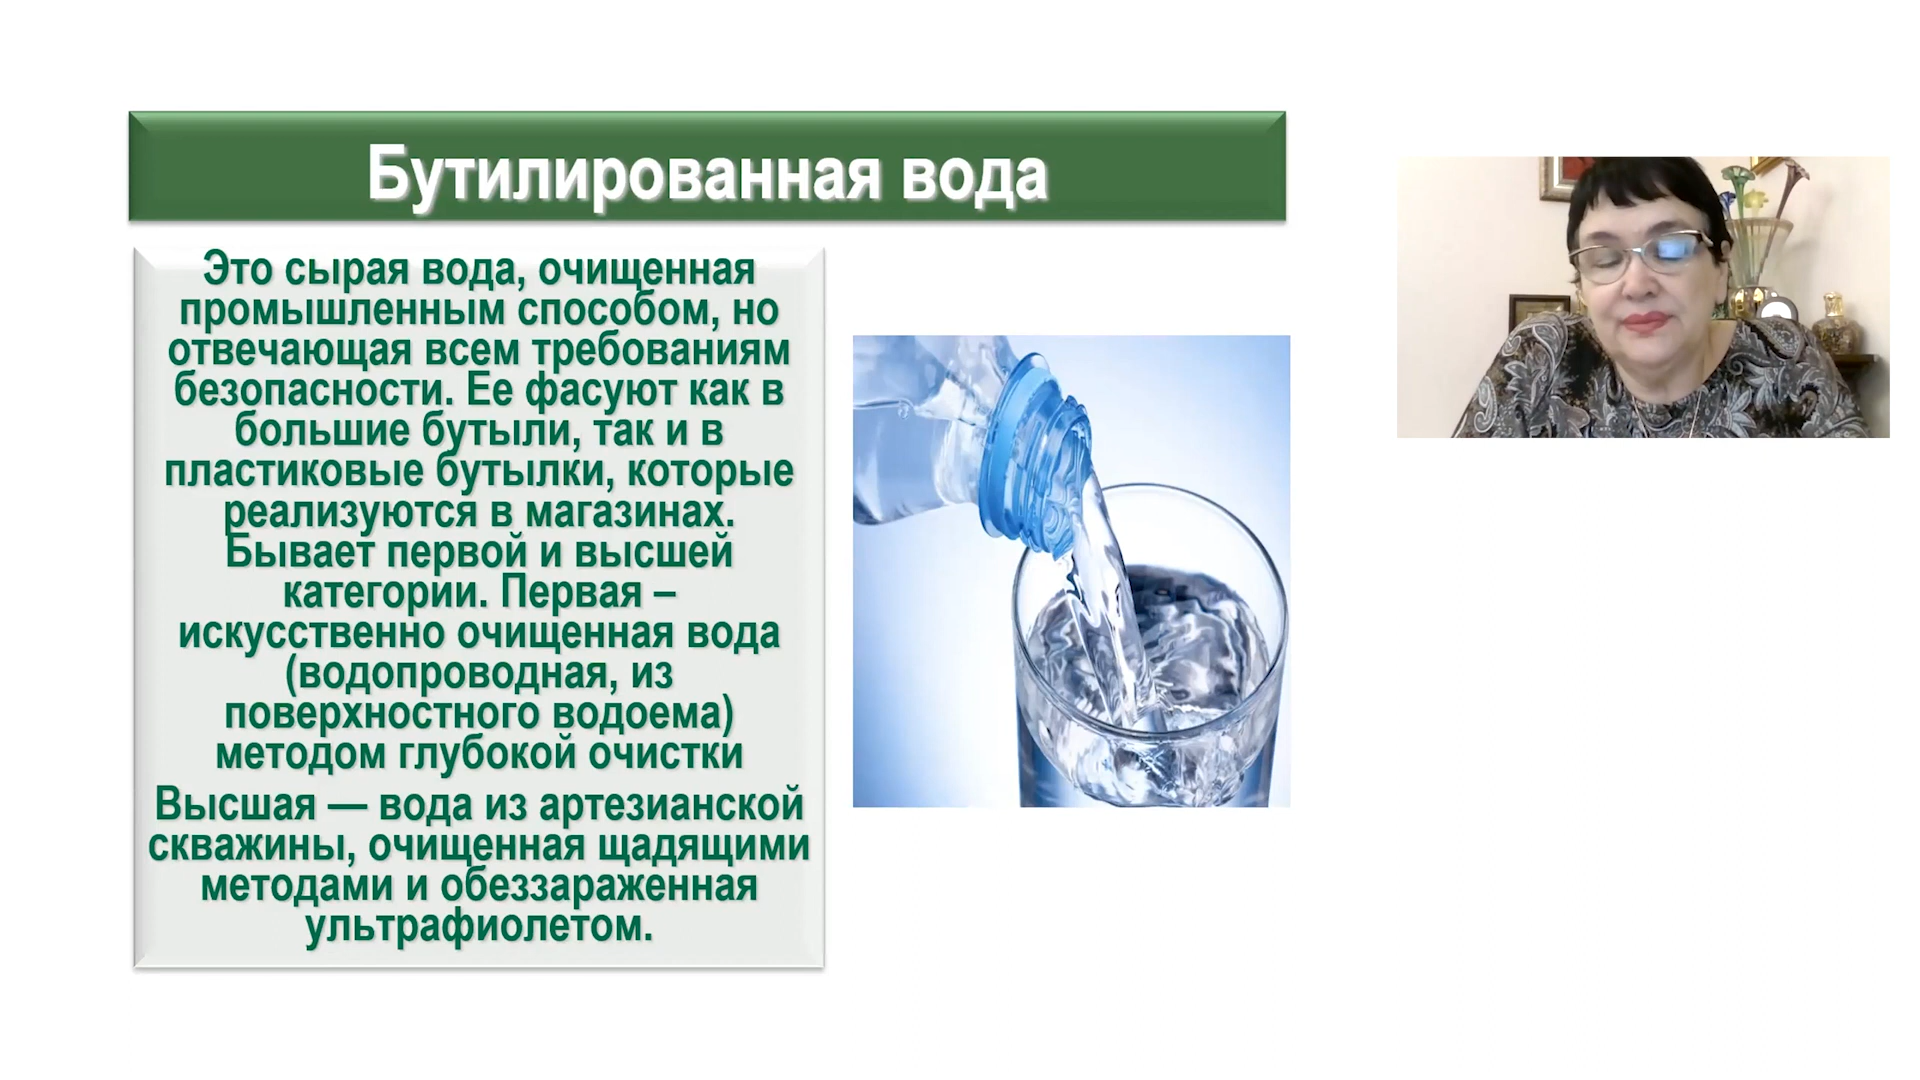 Бутилированная вода
Это сырая вода, очищенная
промышленным способом, но
отвечающая всем требованиям
безопасности. Ее фасуют как в
большие бутыли, так и в
пластиковые бутылки, которые
реализуются в магазинах.
Бывает первой и высшей
категории. Первая –
искусственно очищенная вода
(водопроводная, из
поверхностного водоема)
методом глубокой очистки
Высшая — вода из артезианской
скважины, очищенная щадящими
методами и обеззараженная
ультрафиолетом.